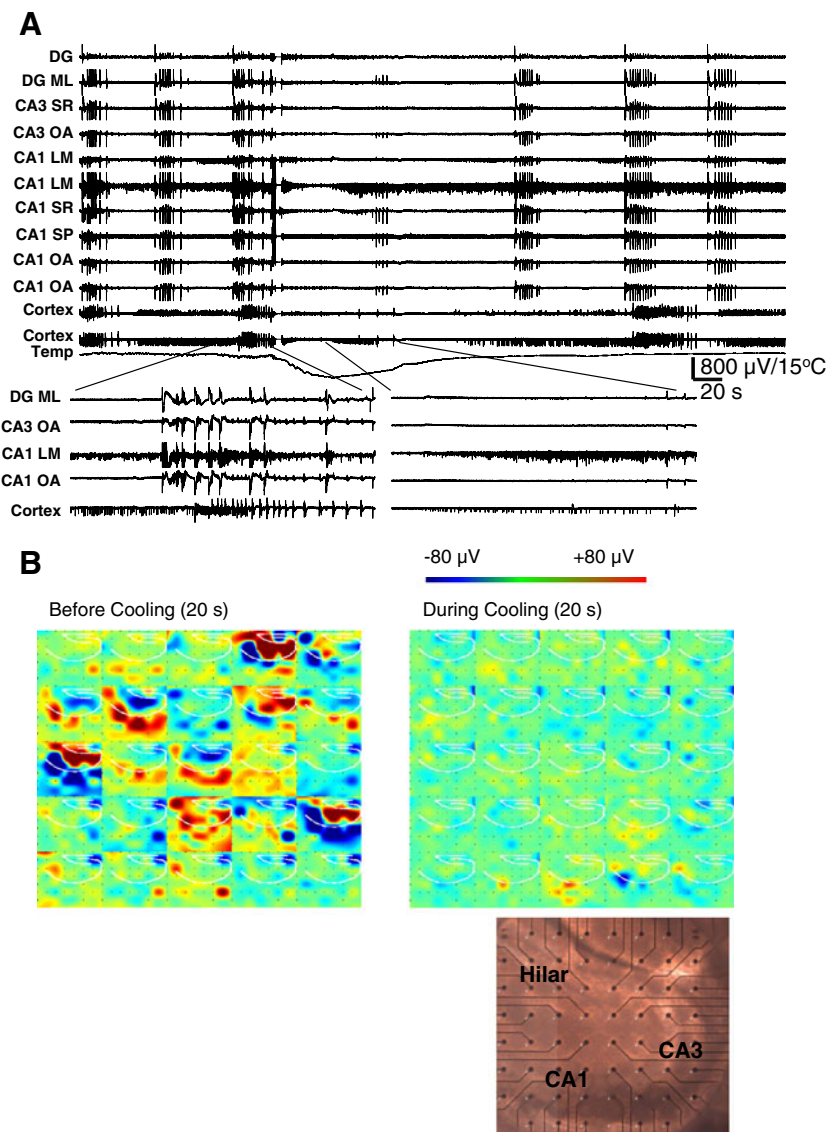 A
DG
DG ML
CA3 SR
CA3 OA
CA1 LM
CA1 LM
CA1 SR
CA1 SP
CA1 OA
CA1 OA
Cortex
Cortex
Temp
800 µV/15ºC
20 s
DG ML
CA3 OA
CA1 LM
CA1 OA
Cortex
B
-80 µV +80 µV
Before Cooling (20 s) During Cooling (20 s)
Hilar
CA3
CA1